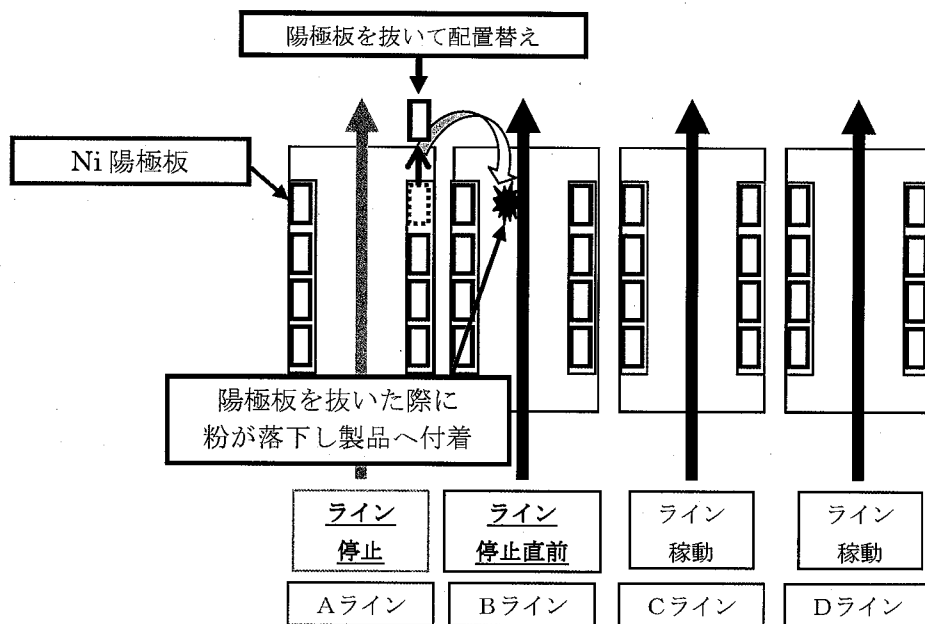 陽極板を抜いて配置替え
Ni 陽極板
陽極板を抜いた際に
粉が落下し製品へ付着
ライン
停止
ライン
停止直前
ライン
稼動
ライン
稼動
Aライン
Bライン
Cライン
Dライン